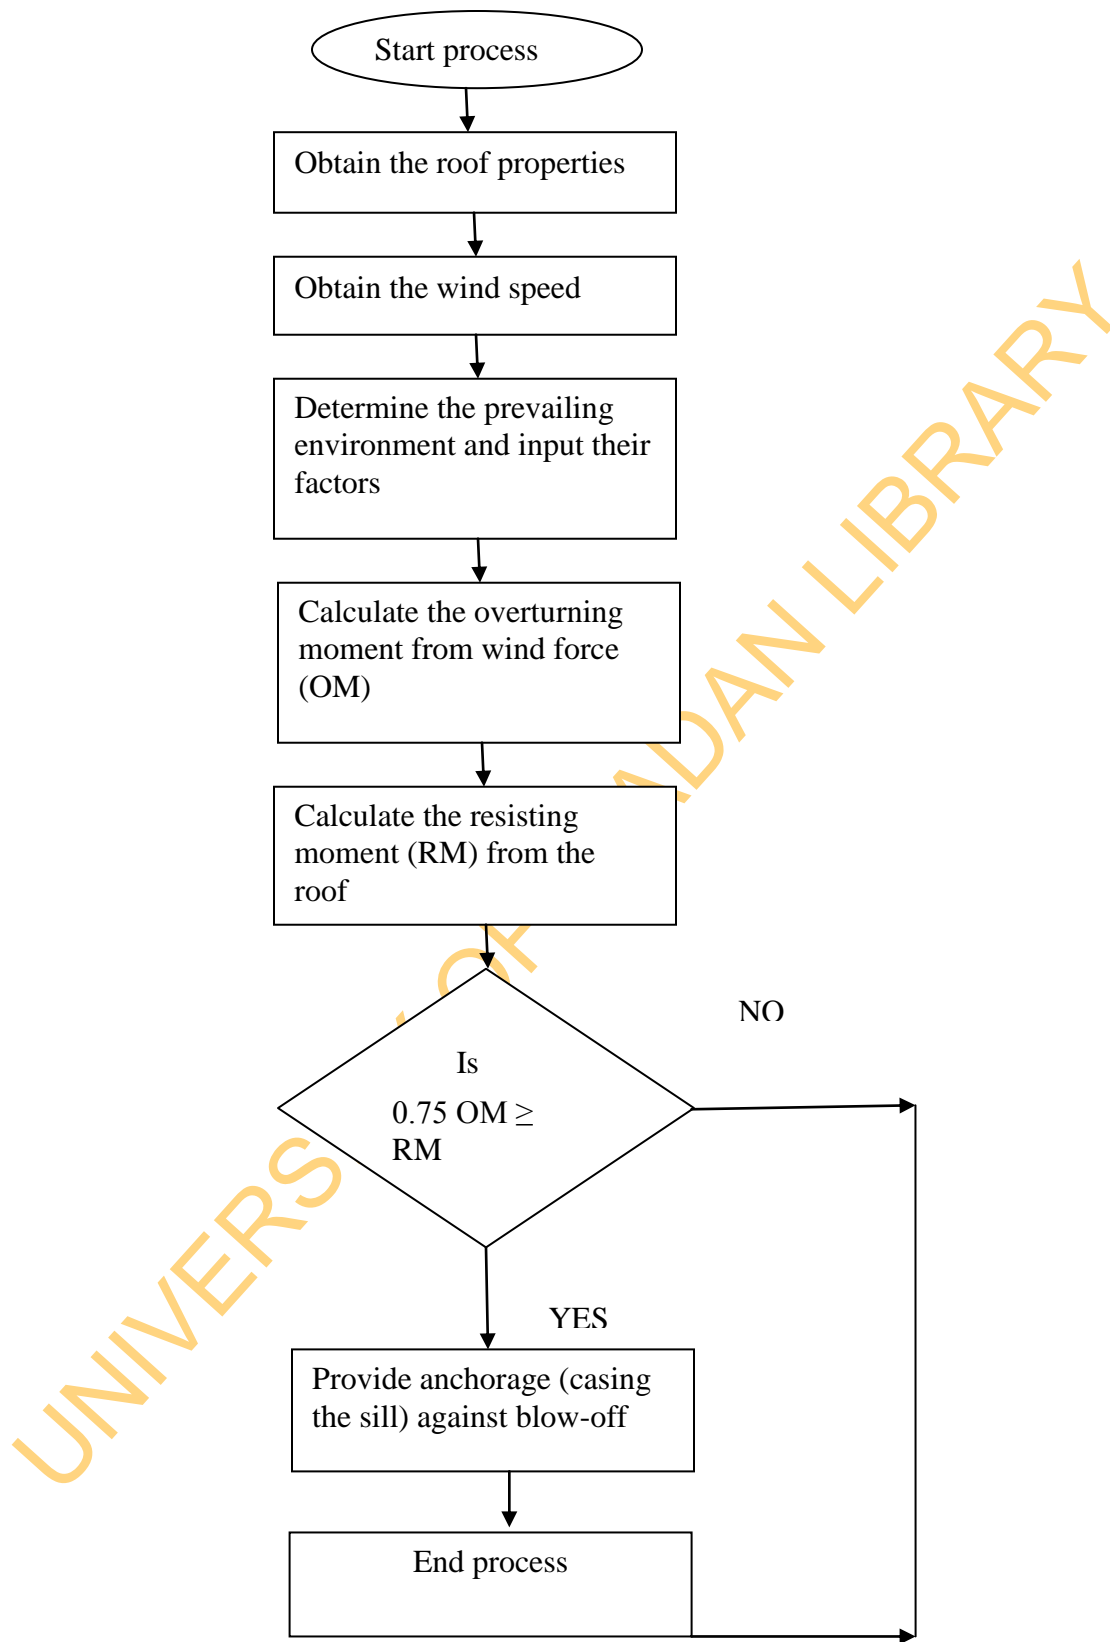 Start process
Obtain the roof properties
Obtain the wind speed
Determine the prevailing
environment and input their
factors
Calculate the overturning
moment from wind force
(OM)
Calculate the resisting
moment (RM) from the
roof
NO
Is
0.75 OM ≥
RM
YES
Provide anchorage (casing
the sill) against blow-off
End process
UNIVERS OF ADAN LIBRARY